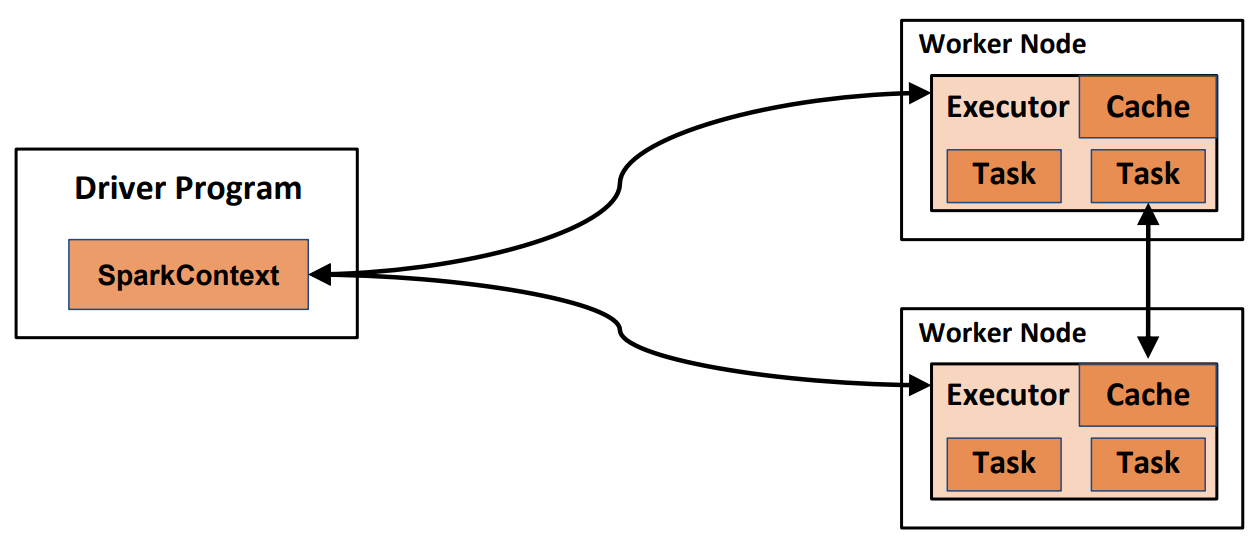 Driver Program
SparkContext
Worker Node
Executor
Cache
Task
Task
Worker Node
Executor
Cache
Task
Task